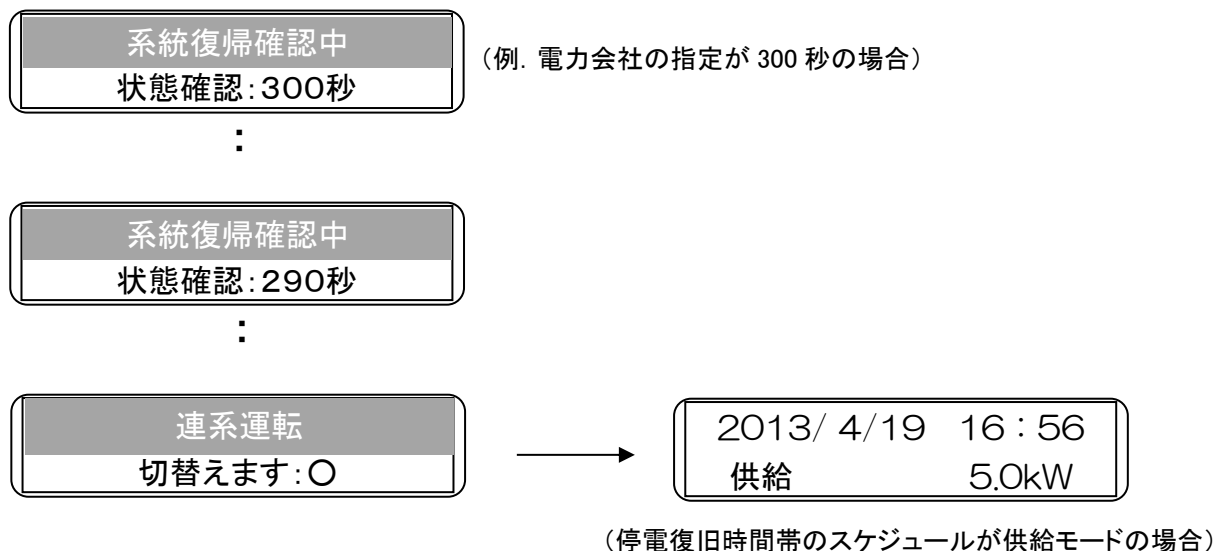 系統復帰確認中
(例. 電力会社の指定が 300 秒の場合)
状態確認:300秒
:
系統復帰確認中
状態確認:290秒
:
連系運転
切替えます:〇
2013/ 4/19 16:56
供給 5.0kW
(停電復旧時間帯のスケジュールが供給モードの場合)